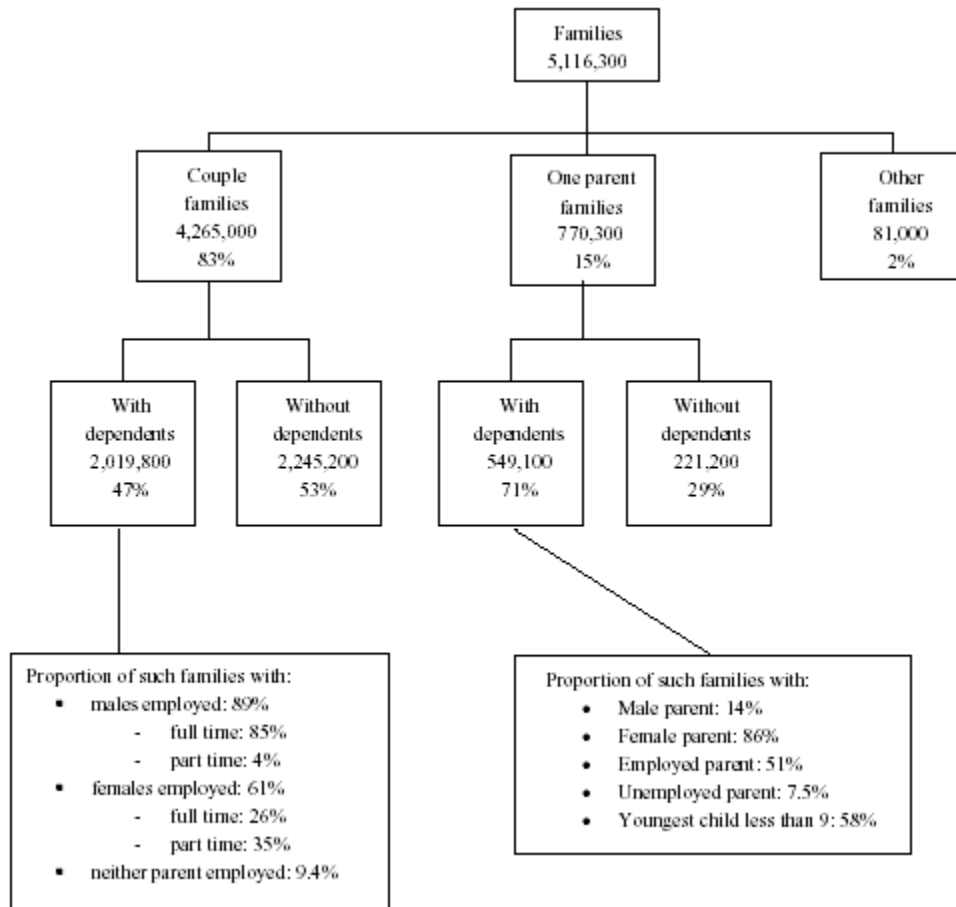 Families
5,116,300
Couple
families
4,265,000
83%
One parent
families
770,300
15%
Other
families
81,000
2%
With
dependents
2,019,800
47%
Without
dependents
2,245,200
53%
With
dependents
549,100
71%
Without
dependents
221,200
29%
Proportion of such families with:
▪ males employed: 89%
- full time: 85%
- part time: 4%
▪ females employed: 61%
- full time: 26%
- part time: 35%
▪ neither parent employed: 9.4%
Proportion of such families with:
• Male parent: 14%
• Female parent: 86%
• Employed parent: 51%
• Unemployed parent: 7.5%
• Youngest child less than 9: 58%